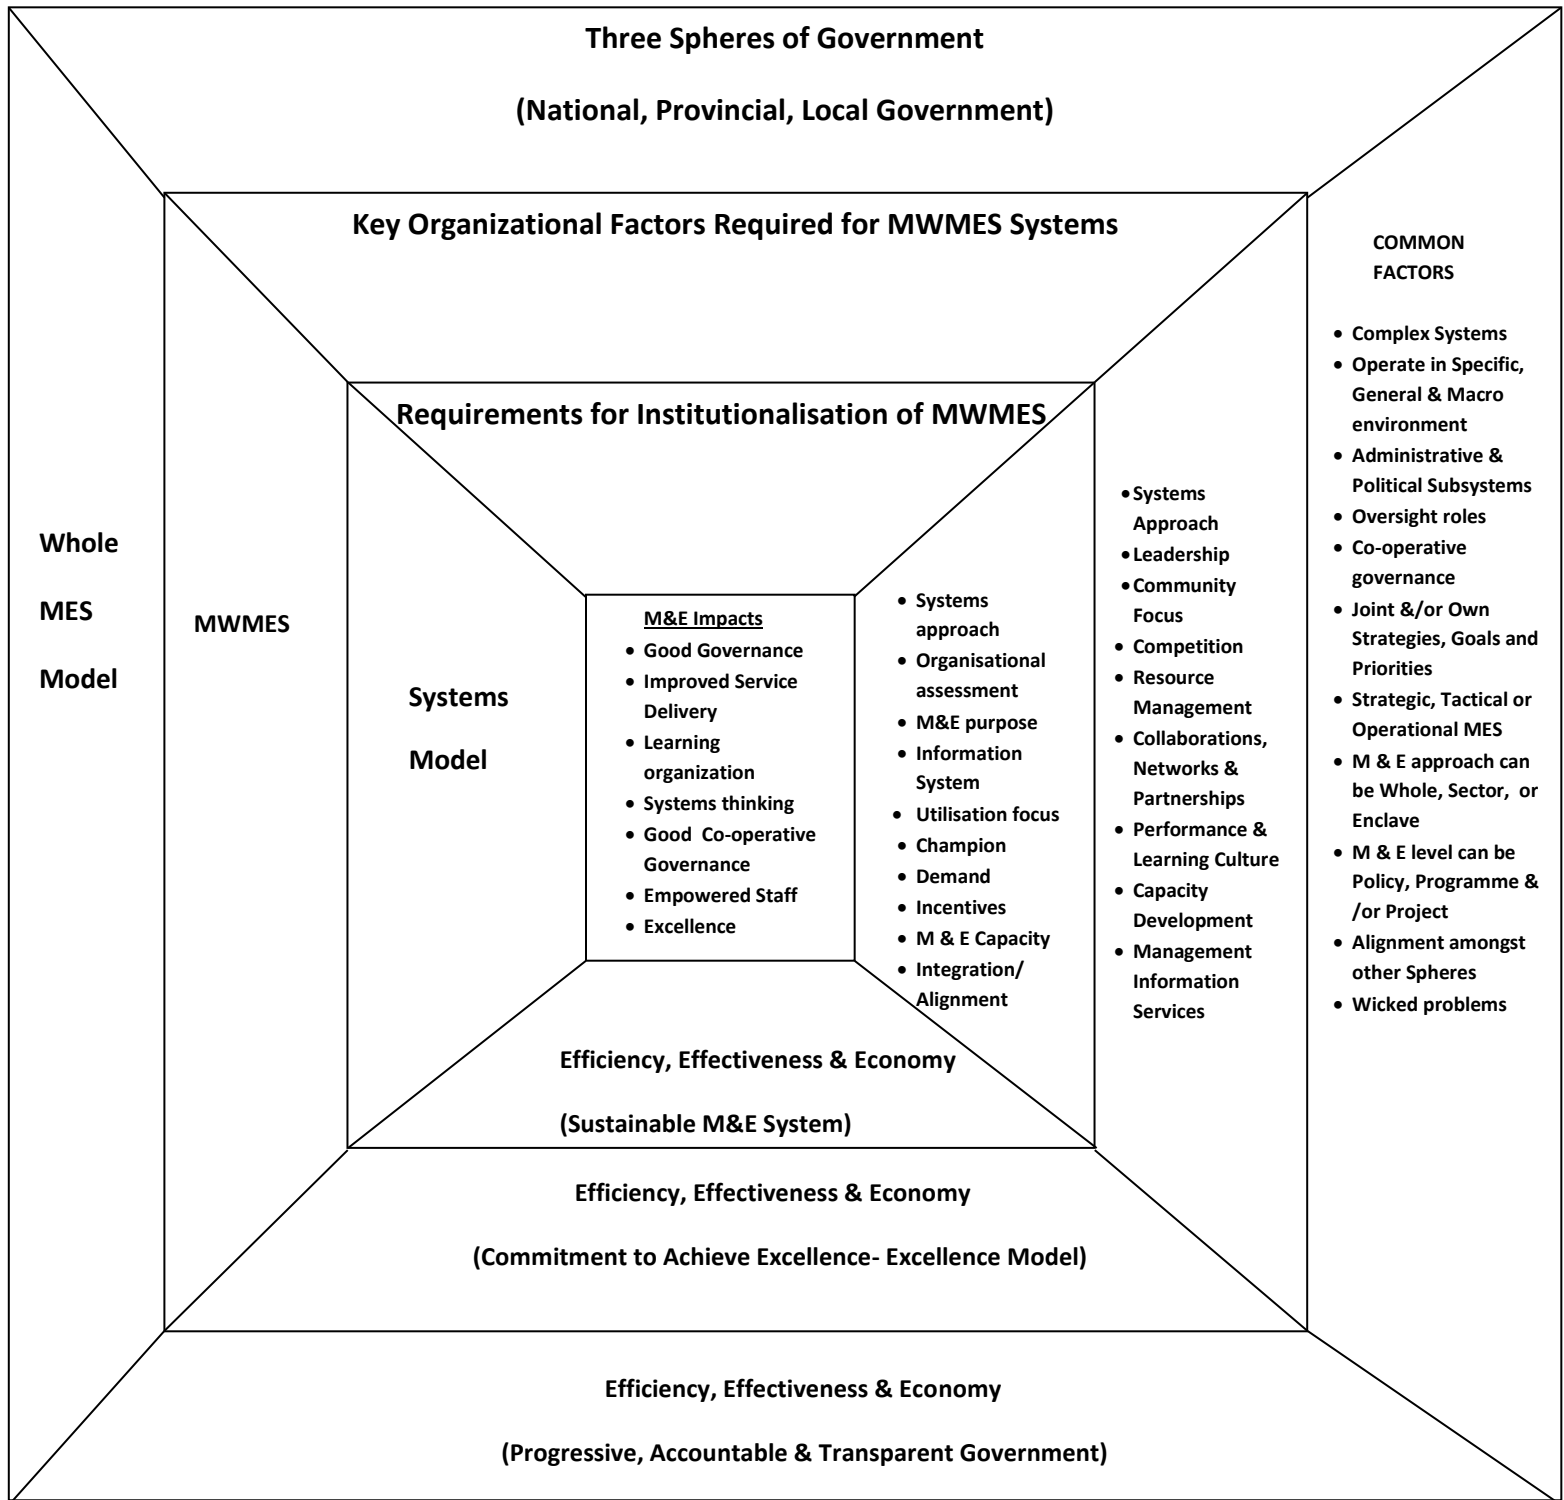 Three Spheres of Government
(National, Provincial, Local Government)
Key Organizational Factors Required for MWMES Systems
Requirements for Institutionalisation of MWMES
Whole
MES
Model
MWMES
Systems
Model
M&E Impacts
• Good Governance
• Improved Service
Delivery
• Learning
organization
• Systems thinking
• Good Co-operative
Governance
• Empowered Staff
• Excellence
• Systems
approach
• Organisational
assessment
• M&E purpose
• Information
System
• Utilisation focus
• Champion
• Demand
• Incentives
• M & E Capacity
• Integration/
Alignment
• Systems
Approach
• Leadership
• Community
Focus
• Competition
• Resource
Management
• Collaborations,
Networks &
Partnerships
• Performance &
Learning Culture
• Capacity
Development
• Management
Information
Services
COMMON
FACTORS
• Complex Systems
• Operate in Specific,
General & Macro
environment
• Administrative &
Political Subsystems
• Oversight roles
• Co-operative
governance
• Joint &/or Own
Strategies, Goals and
Priorities
• Strategic, Tactical or
Operational MES
• M & E approach can
be Whole, Sector, or
Enclave
• M & E level can be
Policy, Programme &
/or Project
• Alignment amongst
other Spheres
• Wicked problems
Efficiency, Effectiveness & Economy
(Sustainable M&E System)
Efficiency, Effectiveness & Economy
(Commitment to Achieve Excellence- Excellence Model)
Efficiency, Effectiveness & Economy
(Progressive, Accountable & Transparent Government)